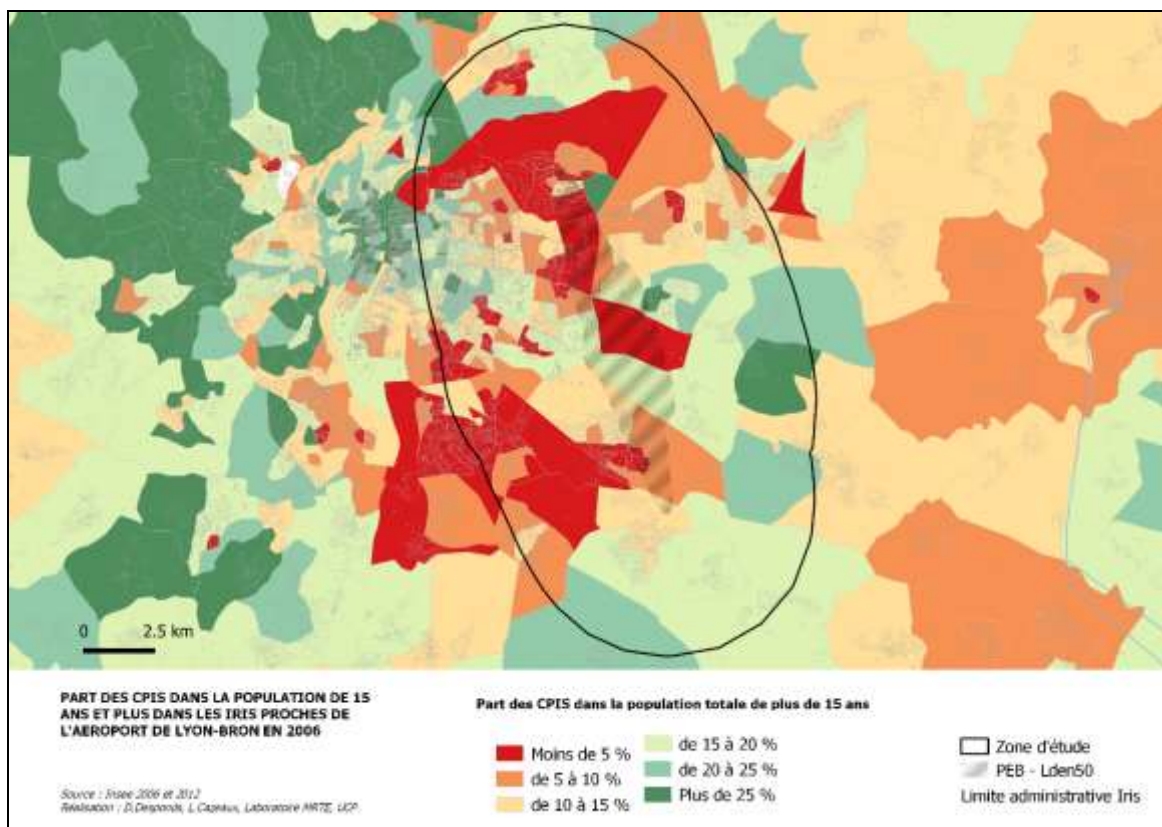 0 2.5 km
PART DES CPIS DANS LA POPULATION DE 15
ANS ET PLUS DANS LES IRIS PROCHES DE
L'AEROPORT DE LYON-BRON EN 2006
Source : Insee 2006 et 2012
Réalisation : D.Desponds, L.Cazeaux, Laboratoire MRTE, UCP
Part des CPIS dans la population totale de plus de 15 ans
Moins de 5 %
de 5 à 10 %
de 10 à 15 %
de 15 à 20 %
de 20 à 25 %
Plus de 25 %
Zone d'étude
PEB - Lden50
Limite administrative Iris